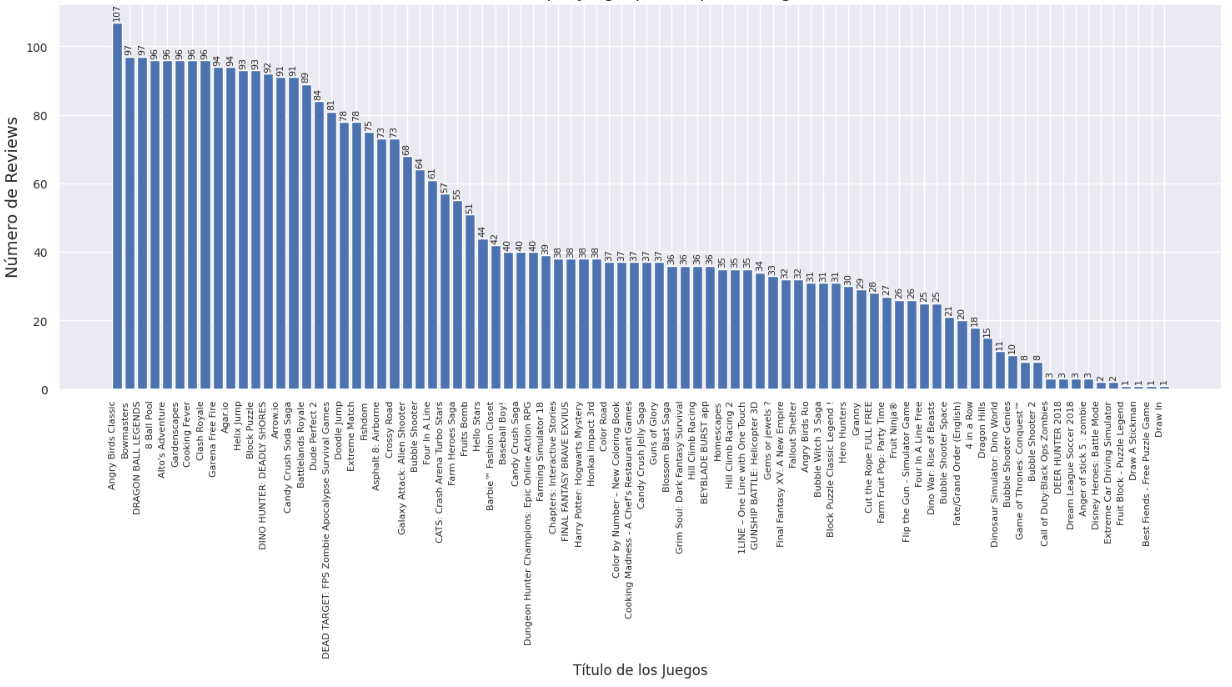 Número de Reviews
100
80
60
40
20
0
107
97
97
96
96
96
96
96
94
94
93
93
92
91
91
89
84
81
78
78
75
73
73
68
64
61
57
55
51
44
42
40
40
40
39
38
38
38
38
37
37
37
37
37
36
36
36
36
35
35
35
34
33
32
32
31
31
31
30
29
28
27
26
26
25
25
21
20
18
15
11
10
8
8
3
3
3
3
2
2
1
1
1
1
Angry Birds Classic
Bowmasters
DRAGON BALL LEGENDS
8 Ball Pool
Alto's Adventure
Gardenscapes
Cooking Fever
Clash Royale
Garena Free Fire
Agar.io
Helix Jump
Block Puzzle
DINO HUNTER: DEADLY SHORES
Arrow.io
Candy Crush Soda Saga
Battlelands Royale
Dude Perfect 2
DEAD TARGET: FPS Zombie Apocalypse Survival Games
Doodle Jump
Extreme Match
Fishdom
Asphalt 8: Airborne
Crossy Road
Galaxy Attack: Alien Shooter
Bubble Shooter
Four In A Line
CATS: Crash Arena Turbo Stars
Farm Heroes Saga
Fruits Bomb
Hello Stars
Barbie™ Fashion Closet
Baseball Boy!
Candy Crush Saga
Dungeon Hunter Champions: Epic Online Action RPG
Farming Simulator 18
Chapters: Interactive Stories
FINAL FANTASY BRAVE EXVIUS
Harry Potter: Hogwarts Mystery
Honkai Impact 3rd
Color Road
Color by Number – New Coloring Book
Cooking Madness - A Chef's Restaurant Games
Candy Crush Jelly Saga
Guns of Glory
Blossom Blast Saga
Grim Soul: Dark Fantasy Survival
Hill Climb Racing
BEYBLADE BURST app
Homescapes
Hill Climb Racing 2
1LINE – One Line with One Touch
GUNSHIP BATTLE: Helicopter 3D
Gems or jewels ?
Final Fantasy XV: A New Empire
Fallout Shelter
Angry Birds Rio
Bubble Witch 3 Saga
Block Puzzle Classic Legend !
Hero Hunters
Granny
Cut the Rope FULL FREE
Farm Fruit Pop: Party Time
Fruit Ninja®
Flip the Gun - Simulator Game
Four In A Line Free
Dino War: Rise of Beasts
Bubble Shooter Space
Fate/Grand Order (English)
4 in a Row
Dragon Hills
Dinosaur Simulator: Dino World
Bubble Shooter Genies
Game of Thrones: Conquest™
Bubble Shooter 2
Call of Duty:Black Ops Zombies
DEER HUNTER 2018
Dream League Soccer 2018
Anger of stick 5 : zombie
Disney Heroes: Battle Mode
Extreme Car Driving Simulator
Fruit Block - Puzzle Legend
Draw A Stickman
Best Fiends - Free Puzzle Game
Draw In
Título de los Juegos